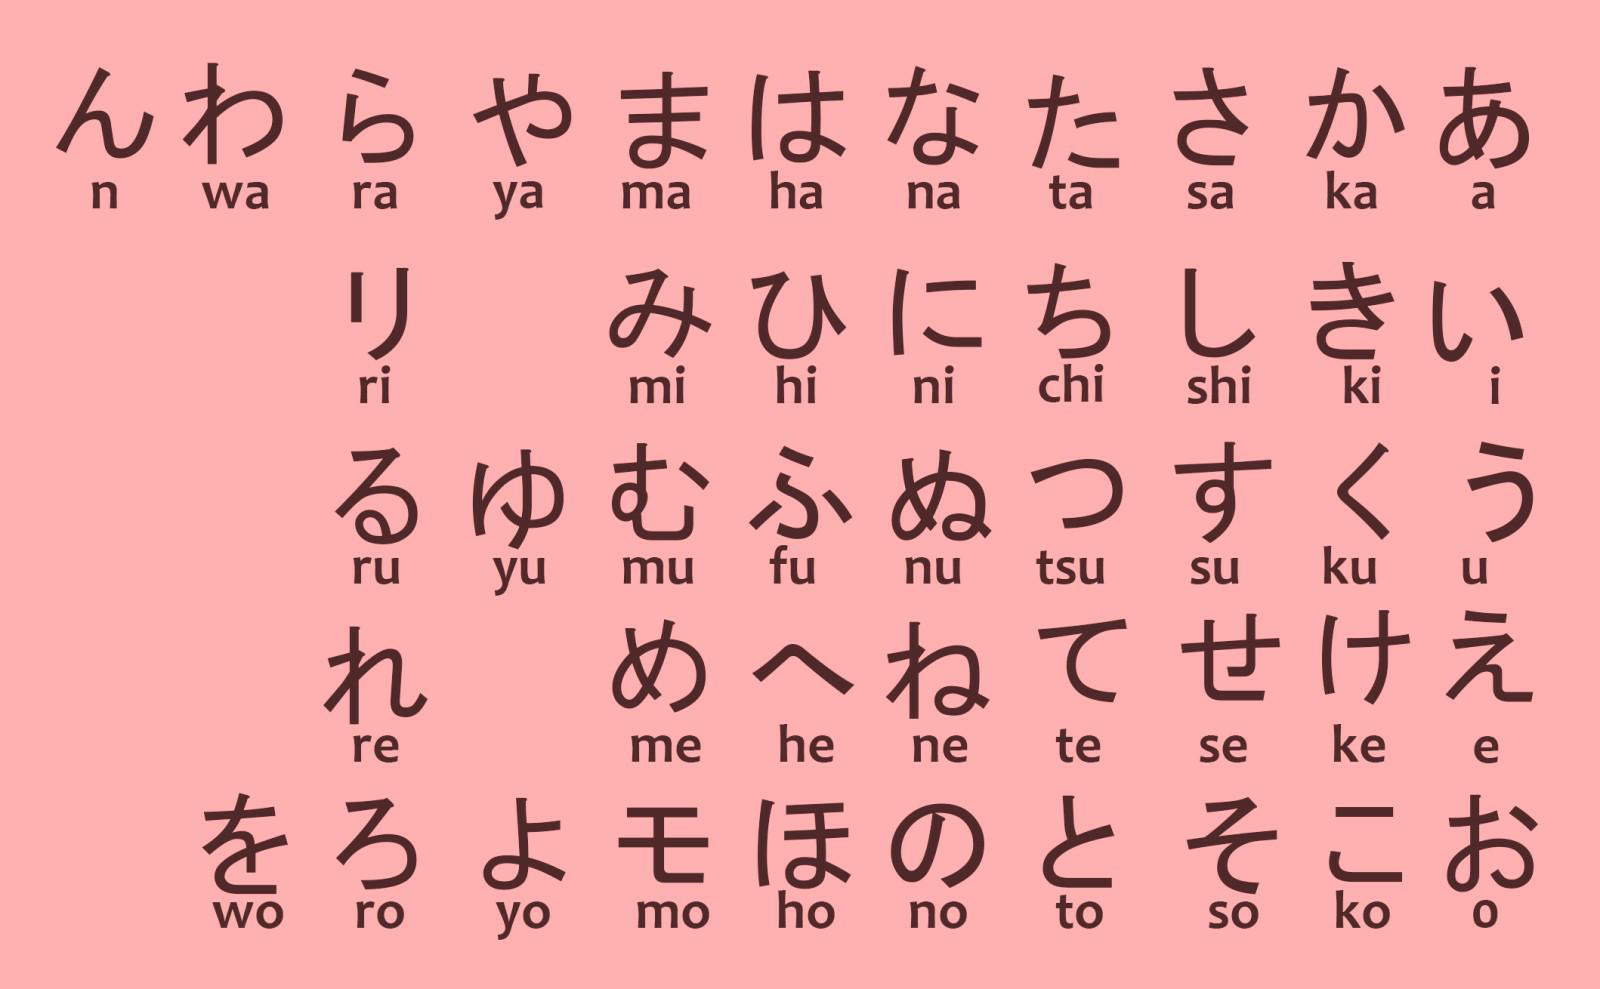 ん わ ら や ま は な た さ か あ
n wa ra ya ma ha na ta sa ka a
リ み ひ に ち し き い
ri mi hi ni chi shi ki i
る ゆ む ふ ぬ つ す く う
ru yu mu fu nu tsu su ku u
れ め へ ね て せ け え
re me he ne te se ke e
を ろ よ モ ほ の と そ こ お
wo ro yo mo ho no to so ko o